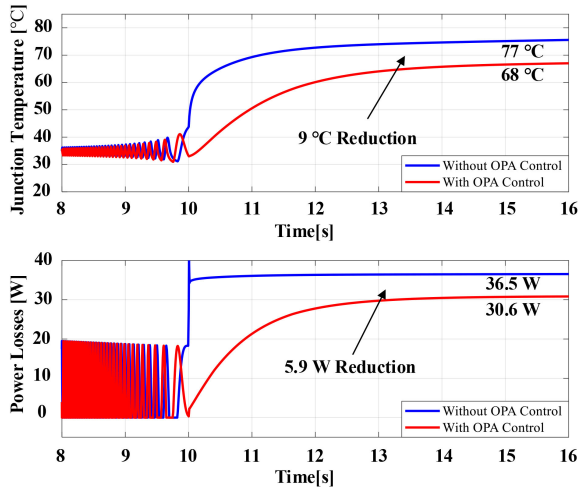 Junction Temperature [°C]
80
70
60
50
40
30
20
77 °C
68 °C
9 °C Reduction
Without OPA Control
With OPA Control
8 9 10 11 12 13 14 15 16
Time[s]
Power Losses [W]
40
30
20
10
0
36.5 W
30.6 W
5.9 W Reduction
Without OPA Control
With OPA Control
8 9 10 11 12 13 14 15 16
Time[s]